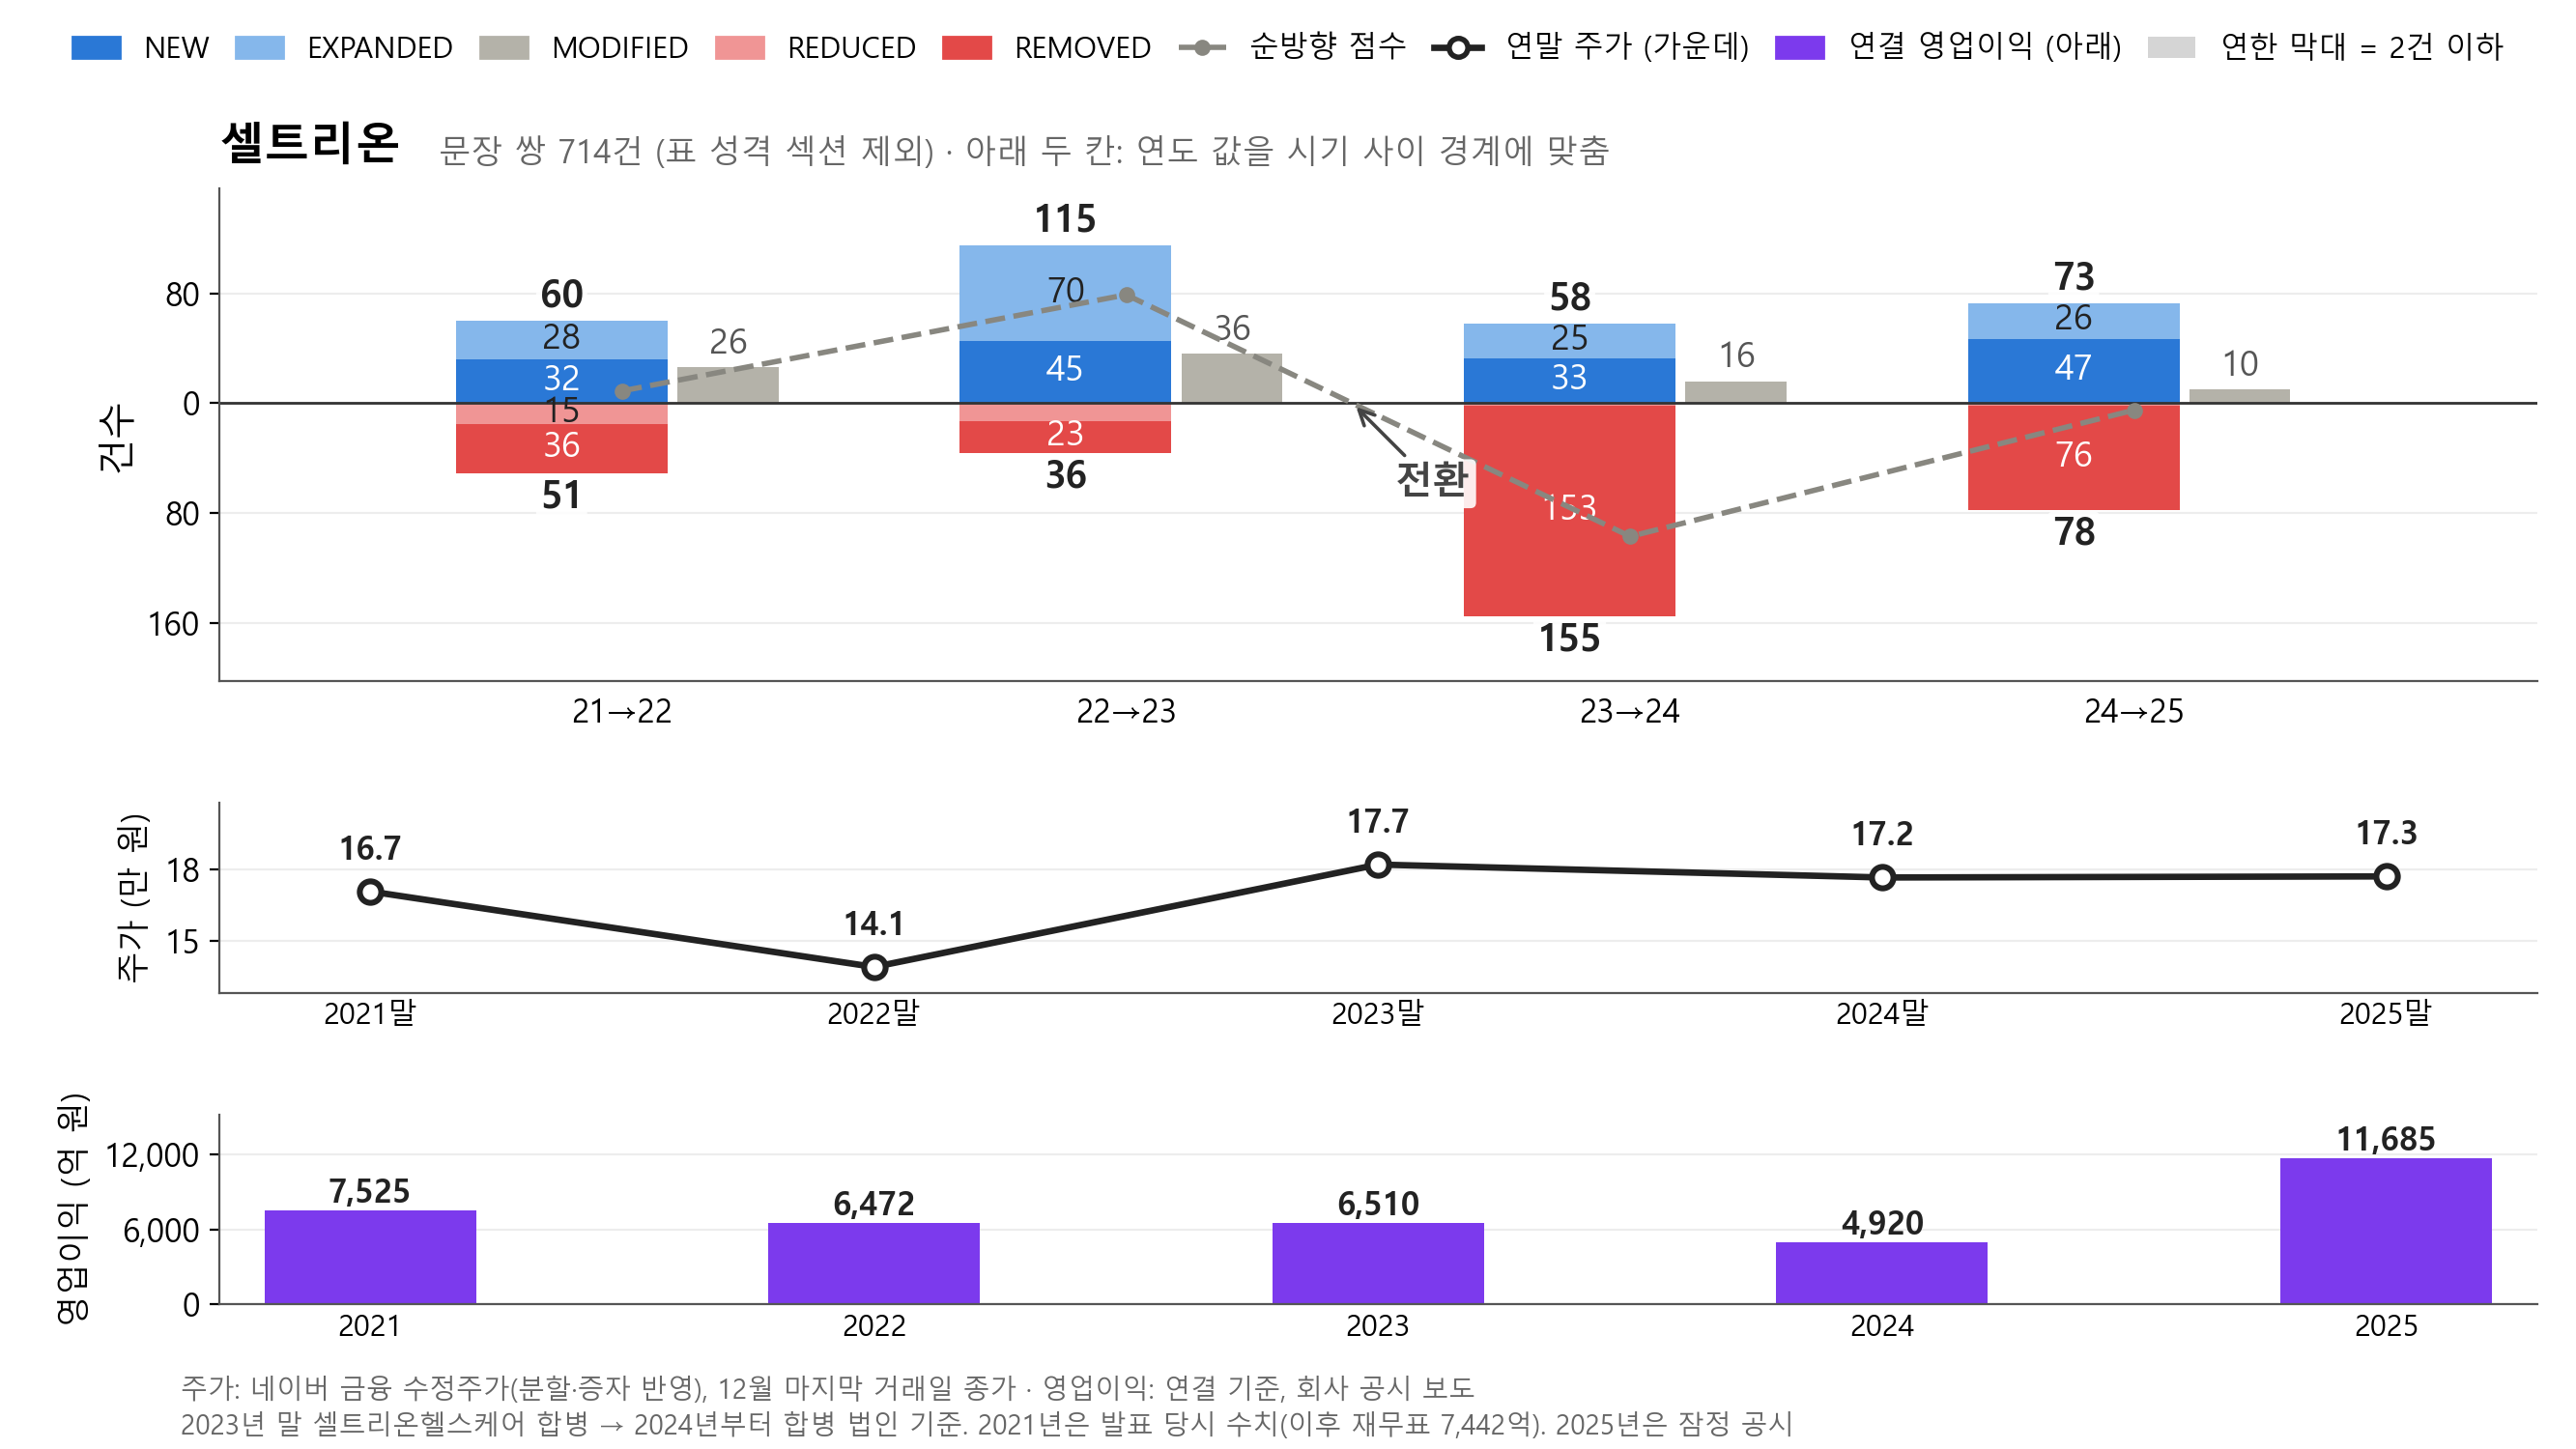 NEW EXPANDED MODIFIED REDUCED REMOVED 순방향 점수 연말 주가 (가운데) 연결 영업이익 (아래) 연한 막대 = 2건 이하
셀트리온 문장 쌍 714건 (표 성격 섹션 제외) · 아래 두 칸: 연도 값을 시기 사이 경계에 맞춤
건수
80
0
80
160
60
28
32
15
36
51
26
115
70
45
23
36
36
전환
58
25
33
153
155
16
73
26
47
76
78
10
21→22 22→23 23→24 24→25
주가 (만 원)
18
15
16.7 14.1 17.7 17.2 17.3
2021말 2022말 2023말 2024말 2025말
영업이익 (억 원)
12,000
6,000
0
7,525 6,472 6,510 4,920 11,685
2021 2022 2023 2024 2025
주가: 네이버 금융 수정주가(분할·증자 반영), 12월 마지막 거래일 종가 · 영업이익: 연결 기준, 회사 공시 보도
2023년 말 셀트리온헬스케어 합병 → 2024년부터 합병 법인 기준. 2021년은 발표 당시 수치(이후 재무표 7,442억). 2025년은 잠정 공시